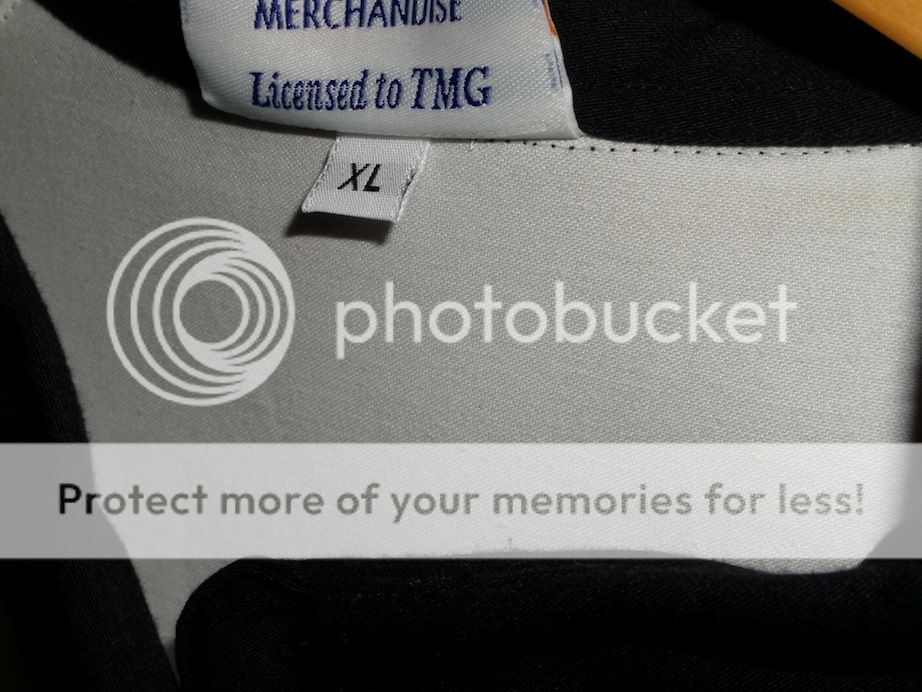 MERCHANDISE
Licensed to TMG
XL
photobucket
Protect more of your memories for less!